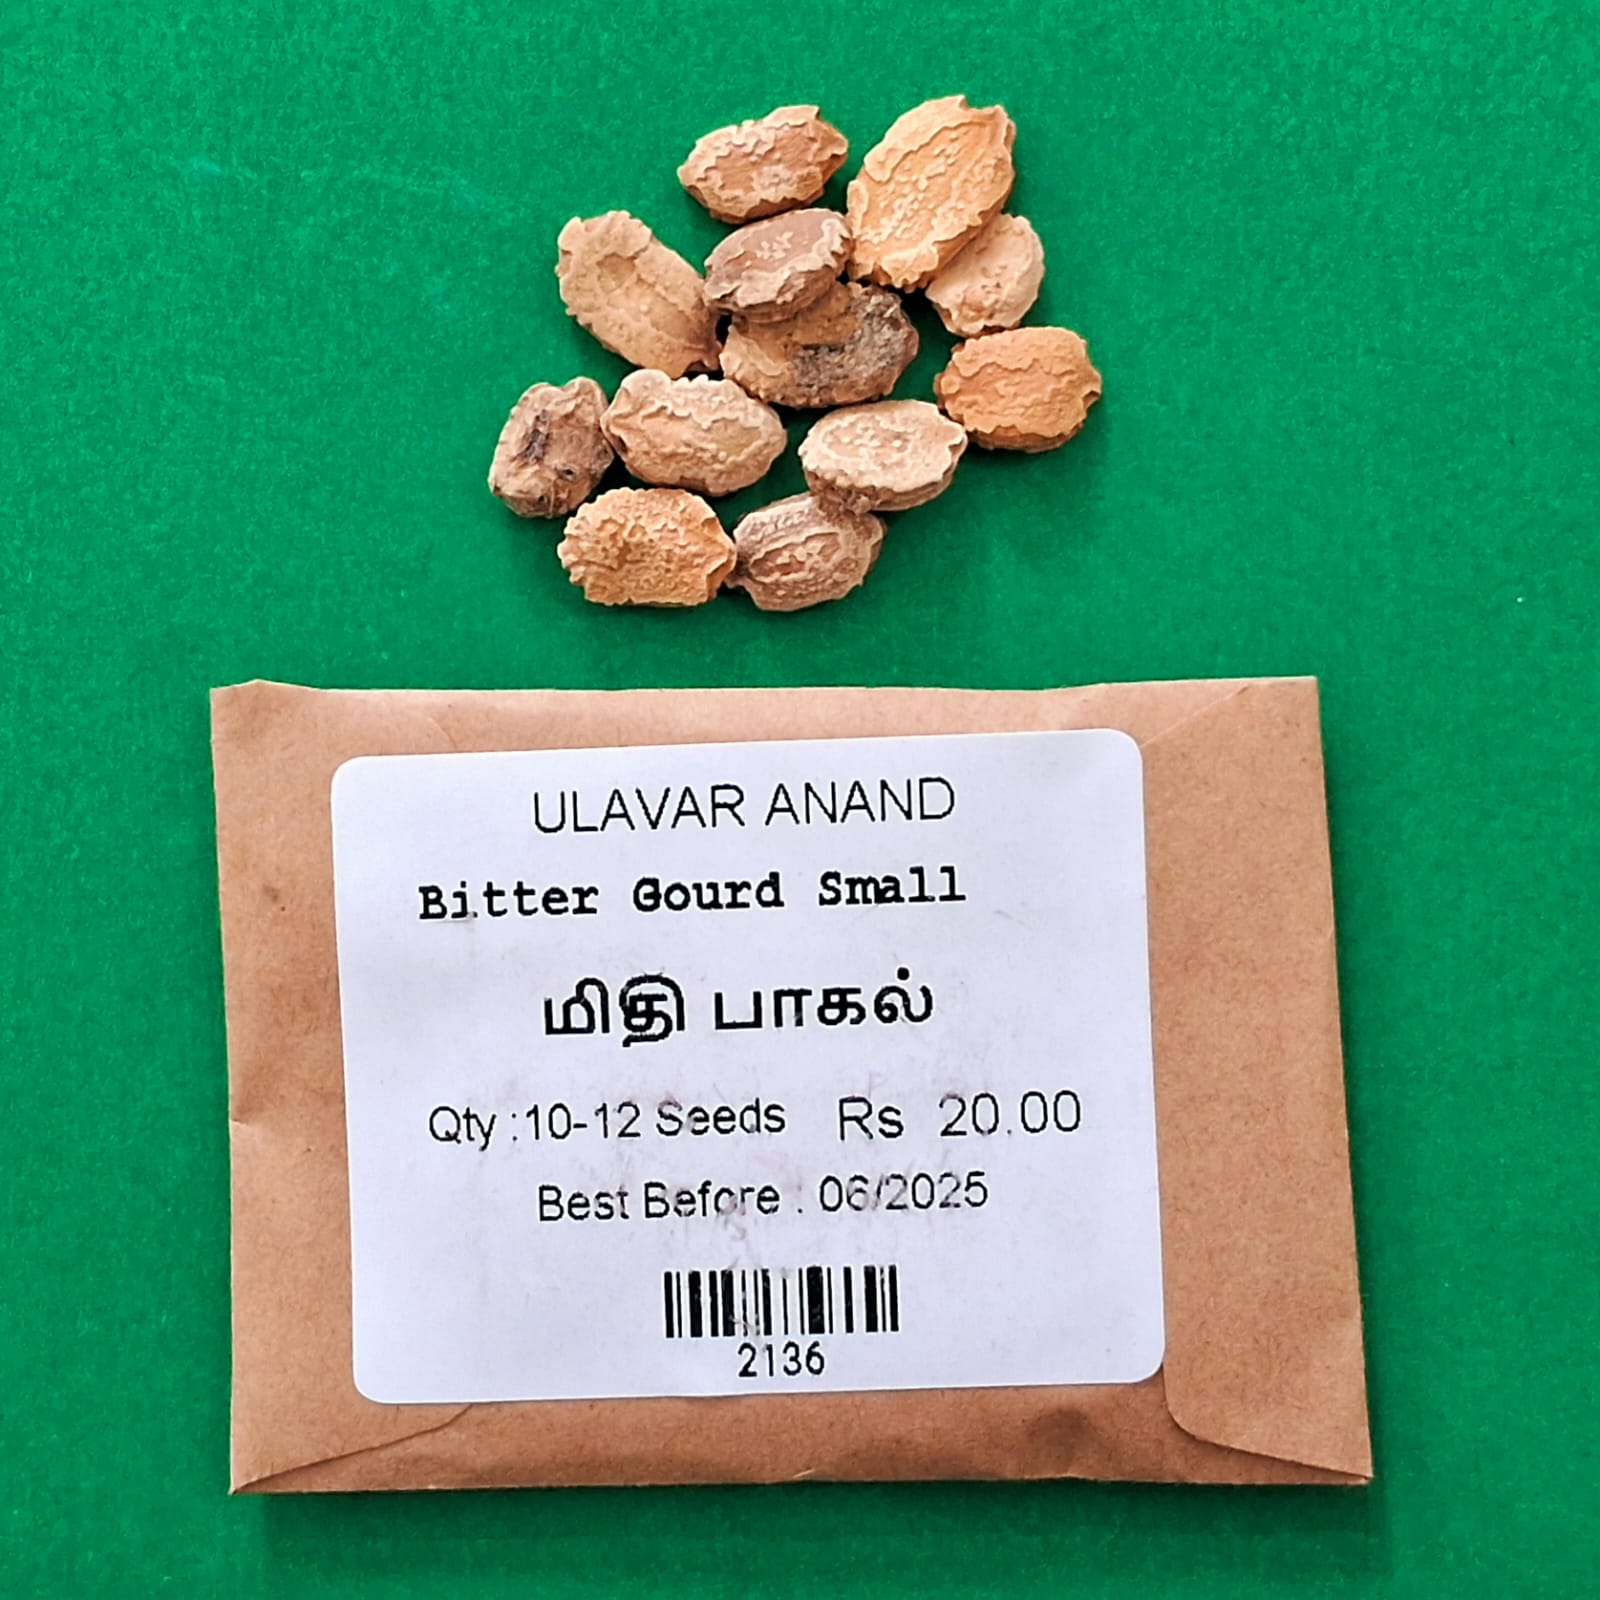 ULAVAR ANAND
Bitter Gourd Small
மிதி பாகல்
Qty :10-12 Seeds Rs 20.00
Best Before : 06/2025
2136